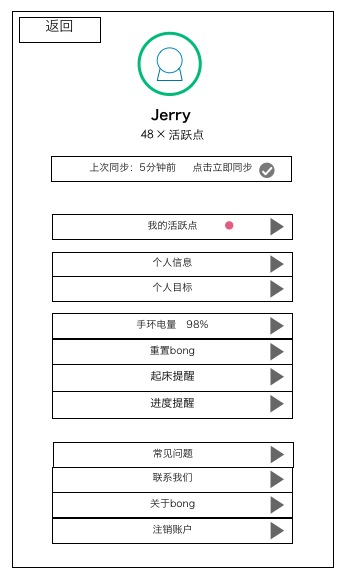 返回
Jerry
48×活跃点
上次同步：5分钟前 点击立即同步
我的活跃点
个人信息
个人目标
手环电量 98%
重置bong
起床提醒
进度提醒
常见问题
联系我们
关于bong
注销账户